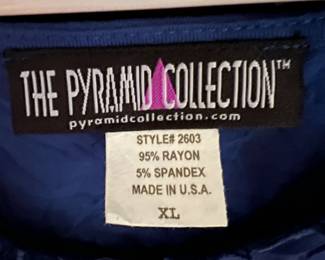 THE PYRAMID COLLECTION™
pyramidcollection.com
STYLE# 2603
95% RAYON
5% SPANDEX
MADE IN U.S.A.
XL